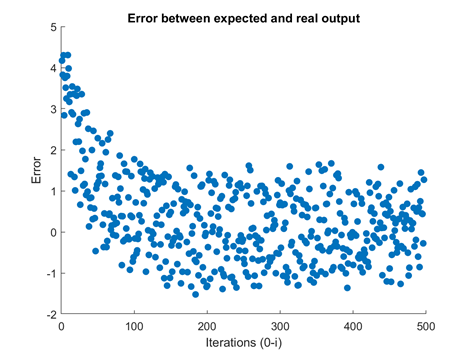 Error between expected and real output
5
4
3
2
1
0
-1
-2
Error
0 100 200 300 400 500
Iterations (0-i)